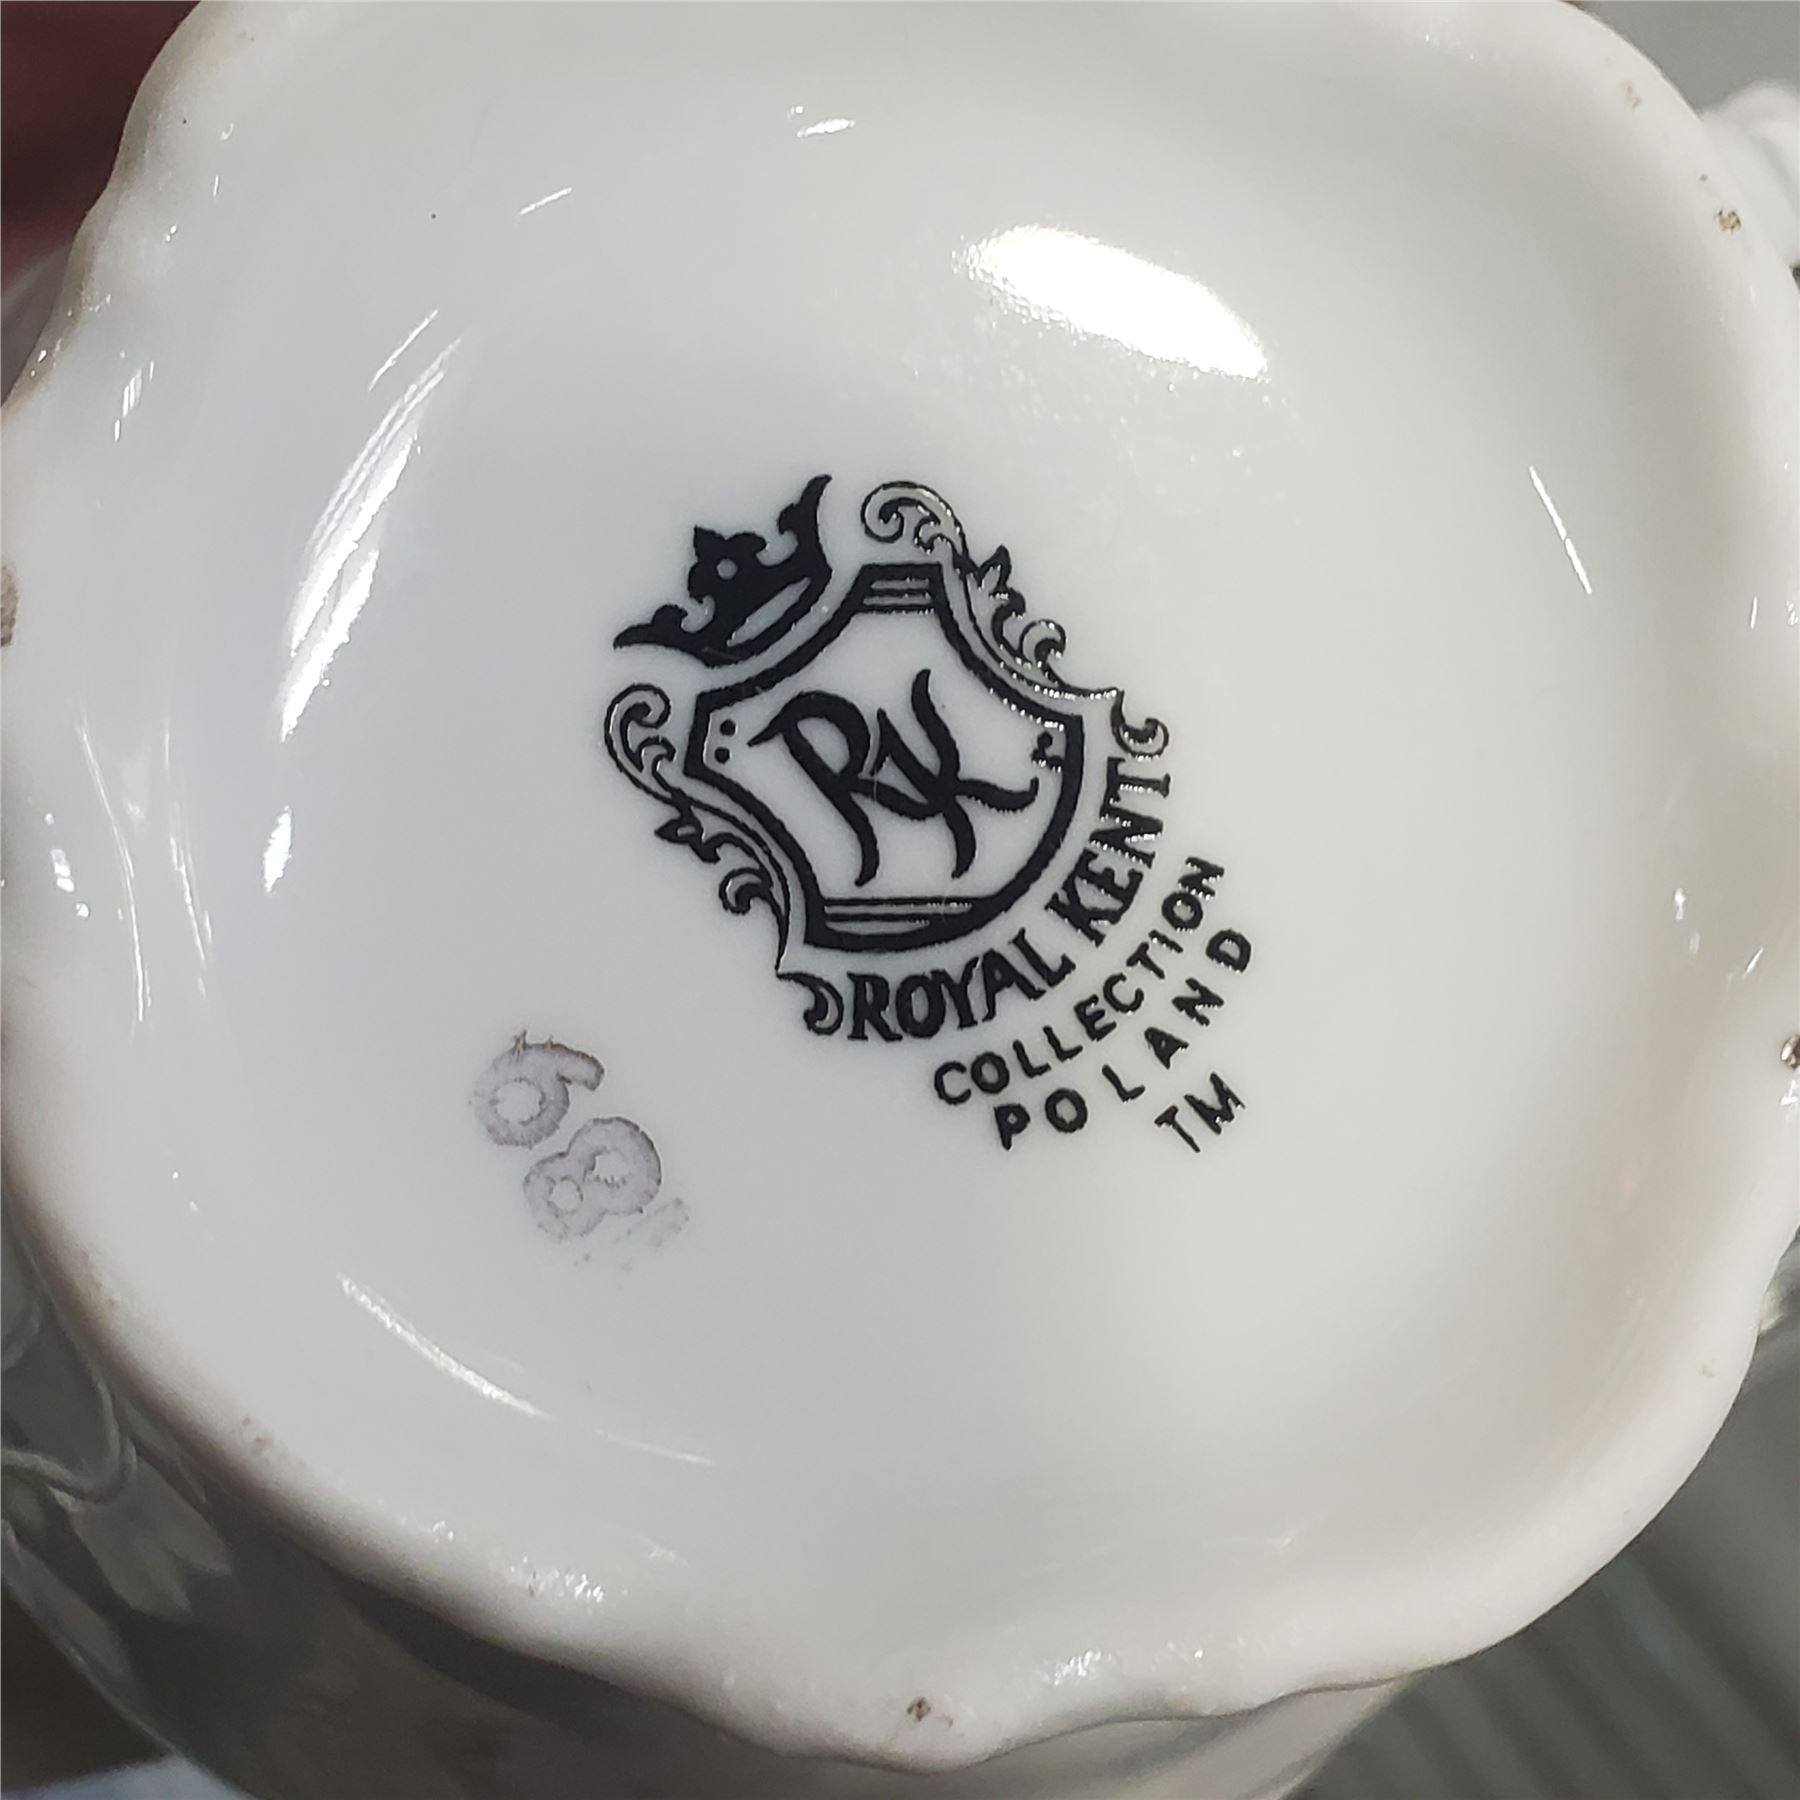 RK
ROYAL KENT
COLLECTION
POLAND
TM
68